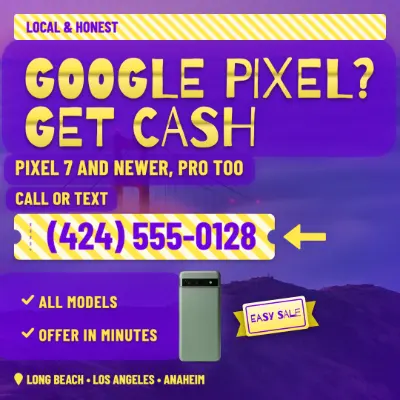 LOCAL & HONEST
GOOGLE PIXEL?
GET CASH
PIXEL 7 AND NEWER, PRO TOO
CALL OR TEXT
(424) 555-0128
ALL MODELS
OFFER IN MINUTES
EASY SALE
LONG BEACH • LOS ANGELES • ANAHEIM